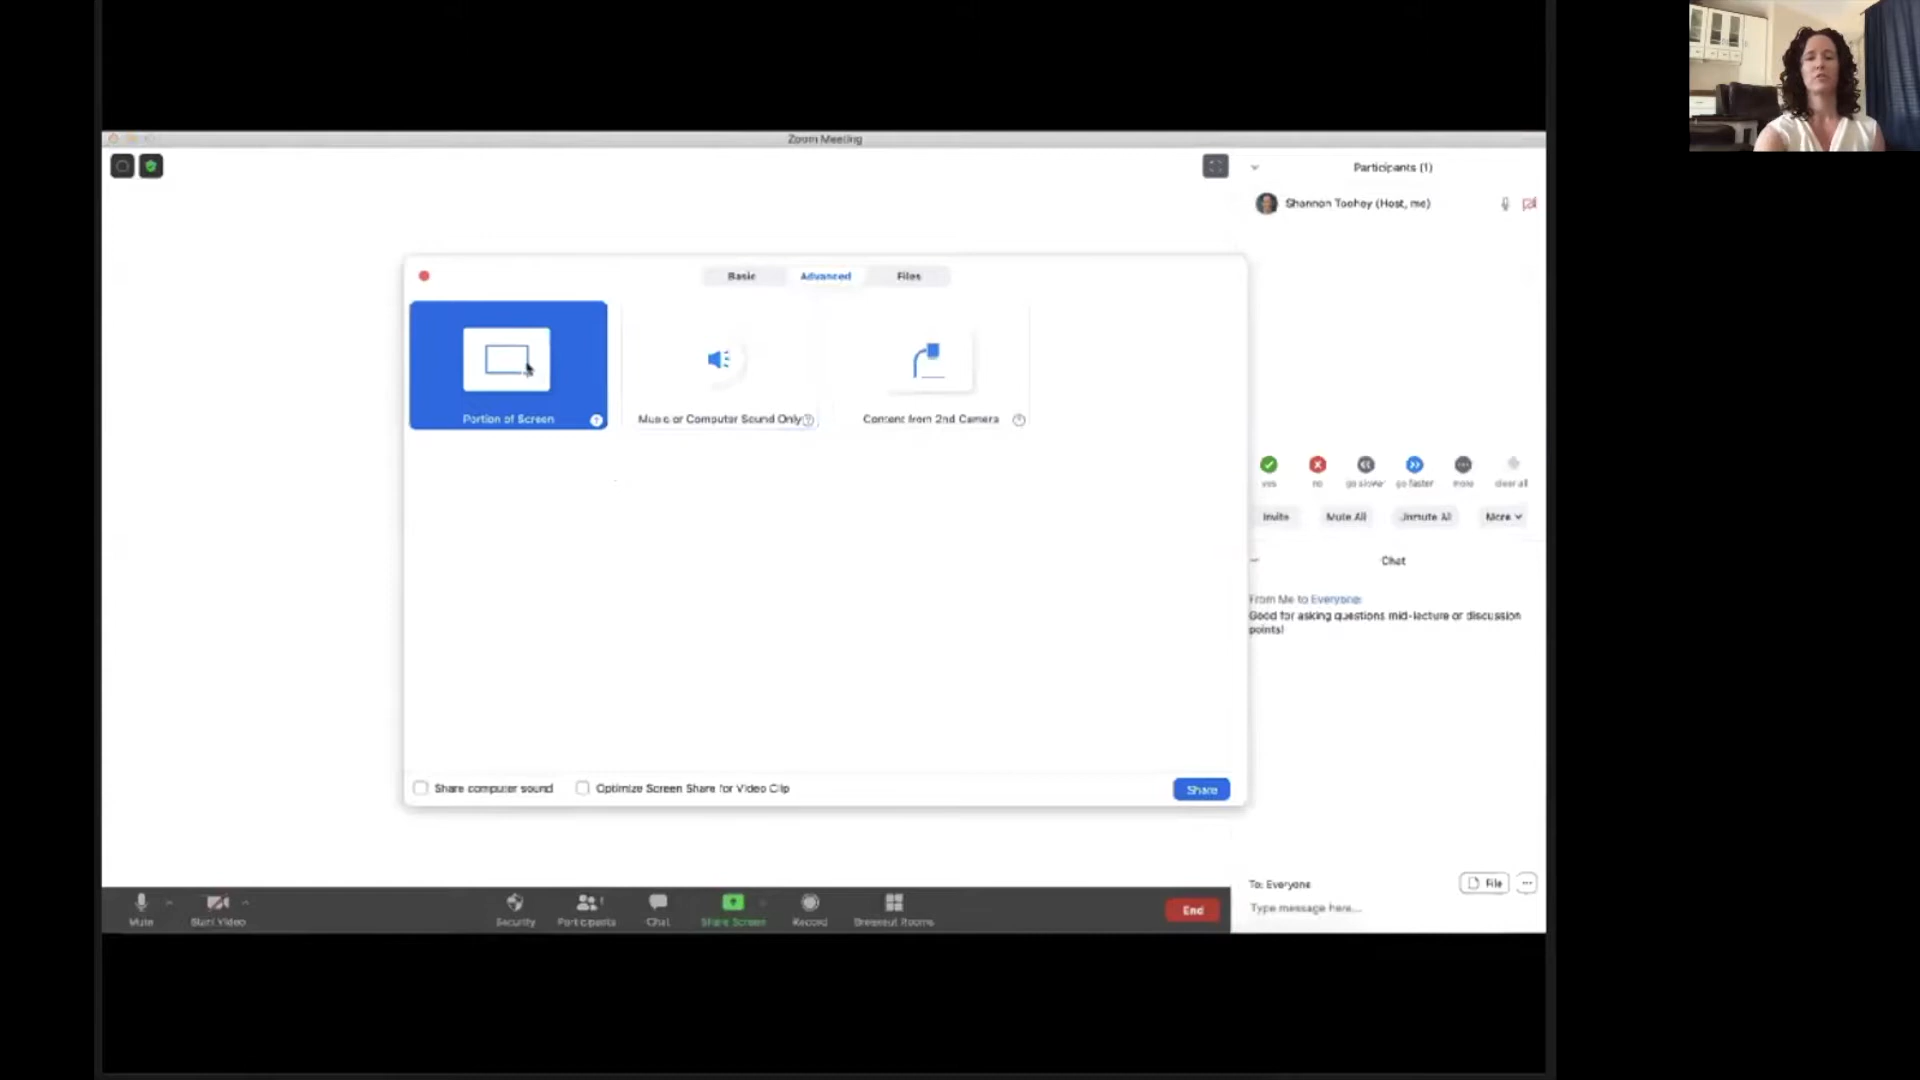 Zoom Meeting
Participants (1)
Shannon Toohey (Host, me)
Basic
Advanced
Files
Portion of Screen
Music or Computer Sound Only
Content from 2nd Camera
yes
no
go slower
go faster
more
clear all
Invite
Mute All
Unmute All
More
Chat
From Me to Everyone:
Good for asking questions mid-lecture or discussion
points!
Share computer sound
Optimize Screen Share for Video Clip
Share
To: Everyone
File
Type message here...
Mute
Start Video
Security
Participants
1
Chat
Share Screen
Record
Breakout Rooms
End